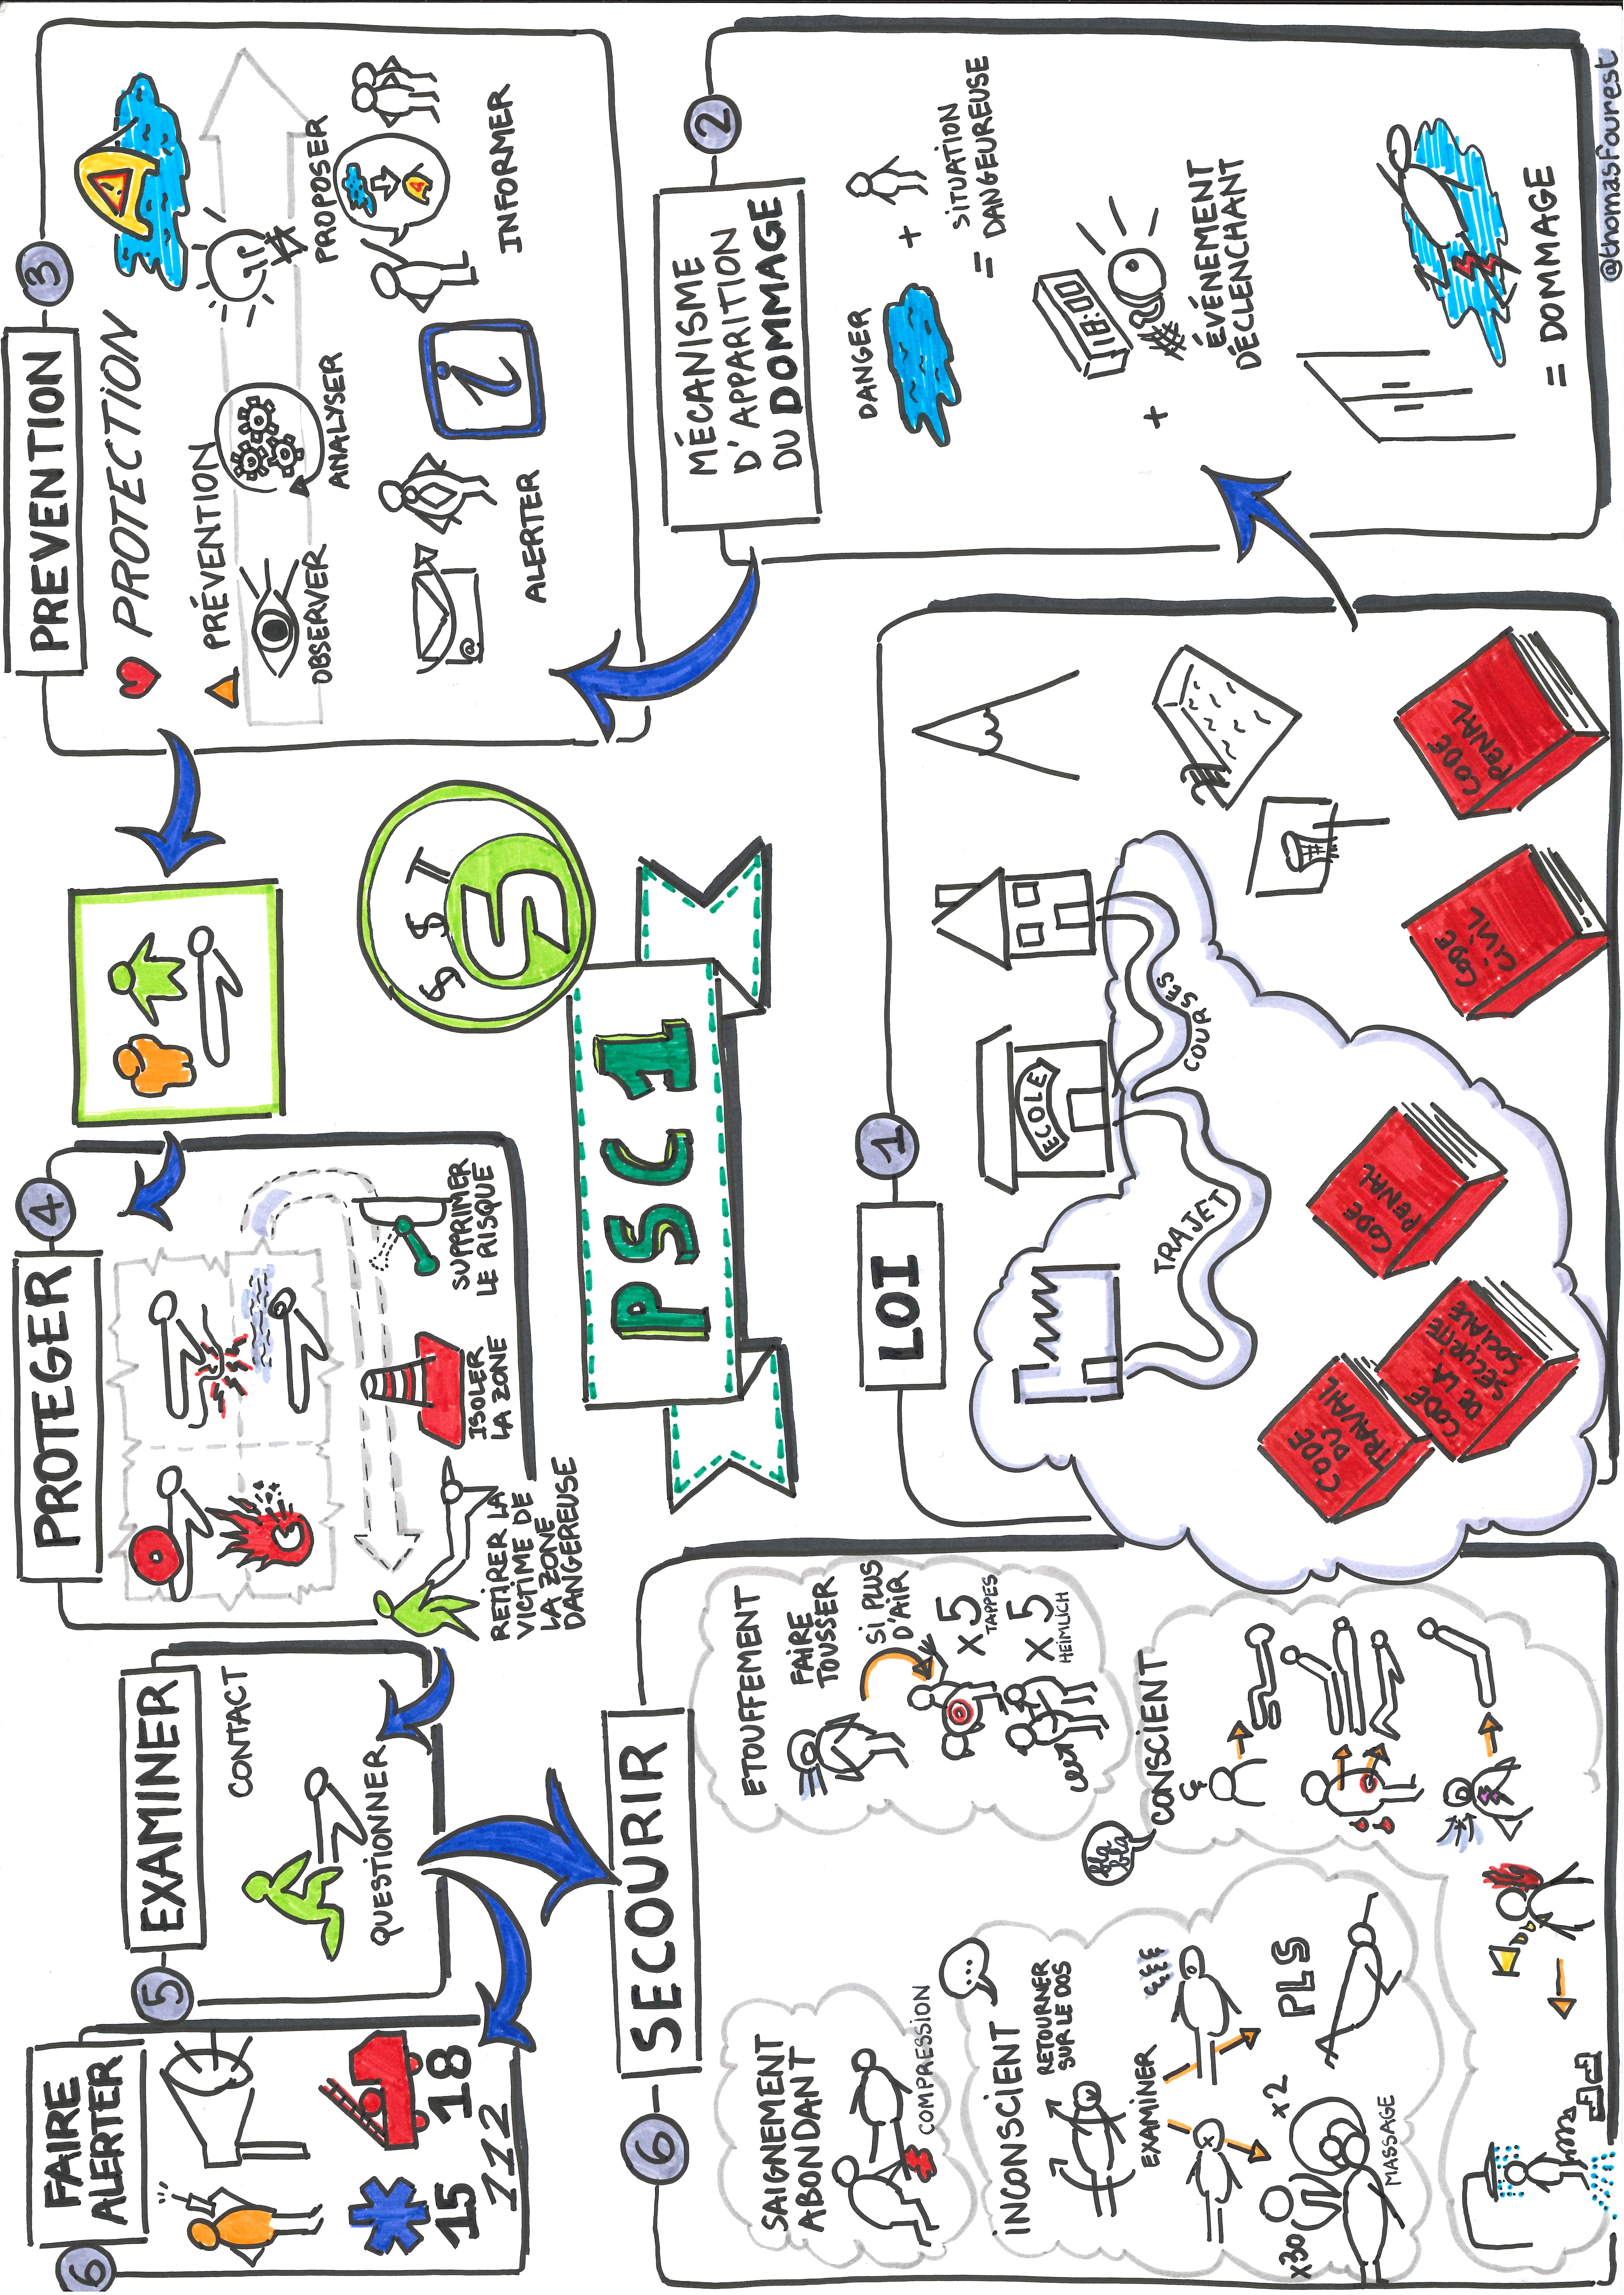 6
FAIRE
ALERTER
15
18
112
5
EXAMINER
CONTACT
QUESTIONNER
PROTEGER
4
RETIRER LA
VICTIME DE
LA ZONE
DANGEREUSE
ISOLER
LA ZONE
SUPPRIMER
LE RISQUE
PREVENTION
3
PROTECTION
PRÉVENTION
OBSERVER
ANALYSER
PROPOSER
@
ALERTER
i
INFORMER
S S T
S
PSC 1
MÉCANISME
D'APPARITION
DU DOMMAGE
2
DANGER
+
= SITUATION
DANGEUREUSE
18:00
+
ÉVÉNEMENT
DÉCLENCHANT
= DOMMAGE
LOI
1
ECOLE
TRAJET
COURSES
CODE
DU
TRAVAIL
CODE
DE LA
SECURITE
SOCIALE
CODE
PENAL
CODE
CIVIL
CODE
PENAL
6
SECOURIR
SAIGNEMENT
ABONDANT
COMPRESSION
...
INCONSCIENT
RETOURNER
SUR LE DOS
EXAMINER
x30
x2
MASSAGE
PLS
ETOUFFEMENT
FAIRE
TOUSSER
SI PLUS
D'AIR
x5
TAPPES
x5
HEIMLICH
bla
bla
CONSCIENT
@thomasFourest